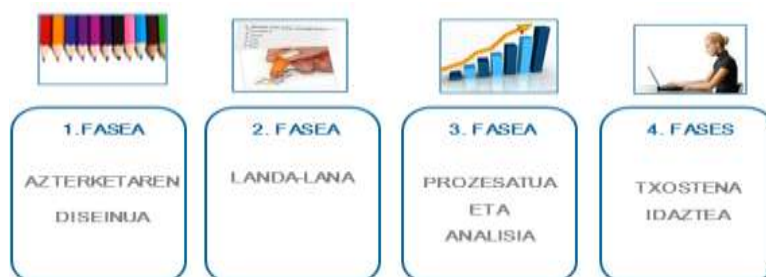 1.FASEA
AZTERKETAREN
DISEINUA
2. FASEA
LANDA-LANA
3. FASEA
PROZESATUA
ETA
ANALISIA
4. FASES
TXOSTENA
IDAZTEA